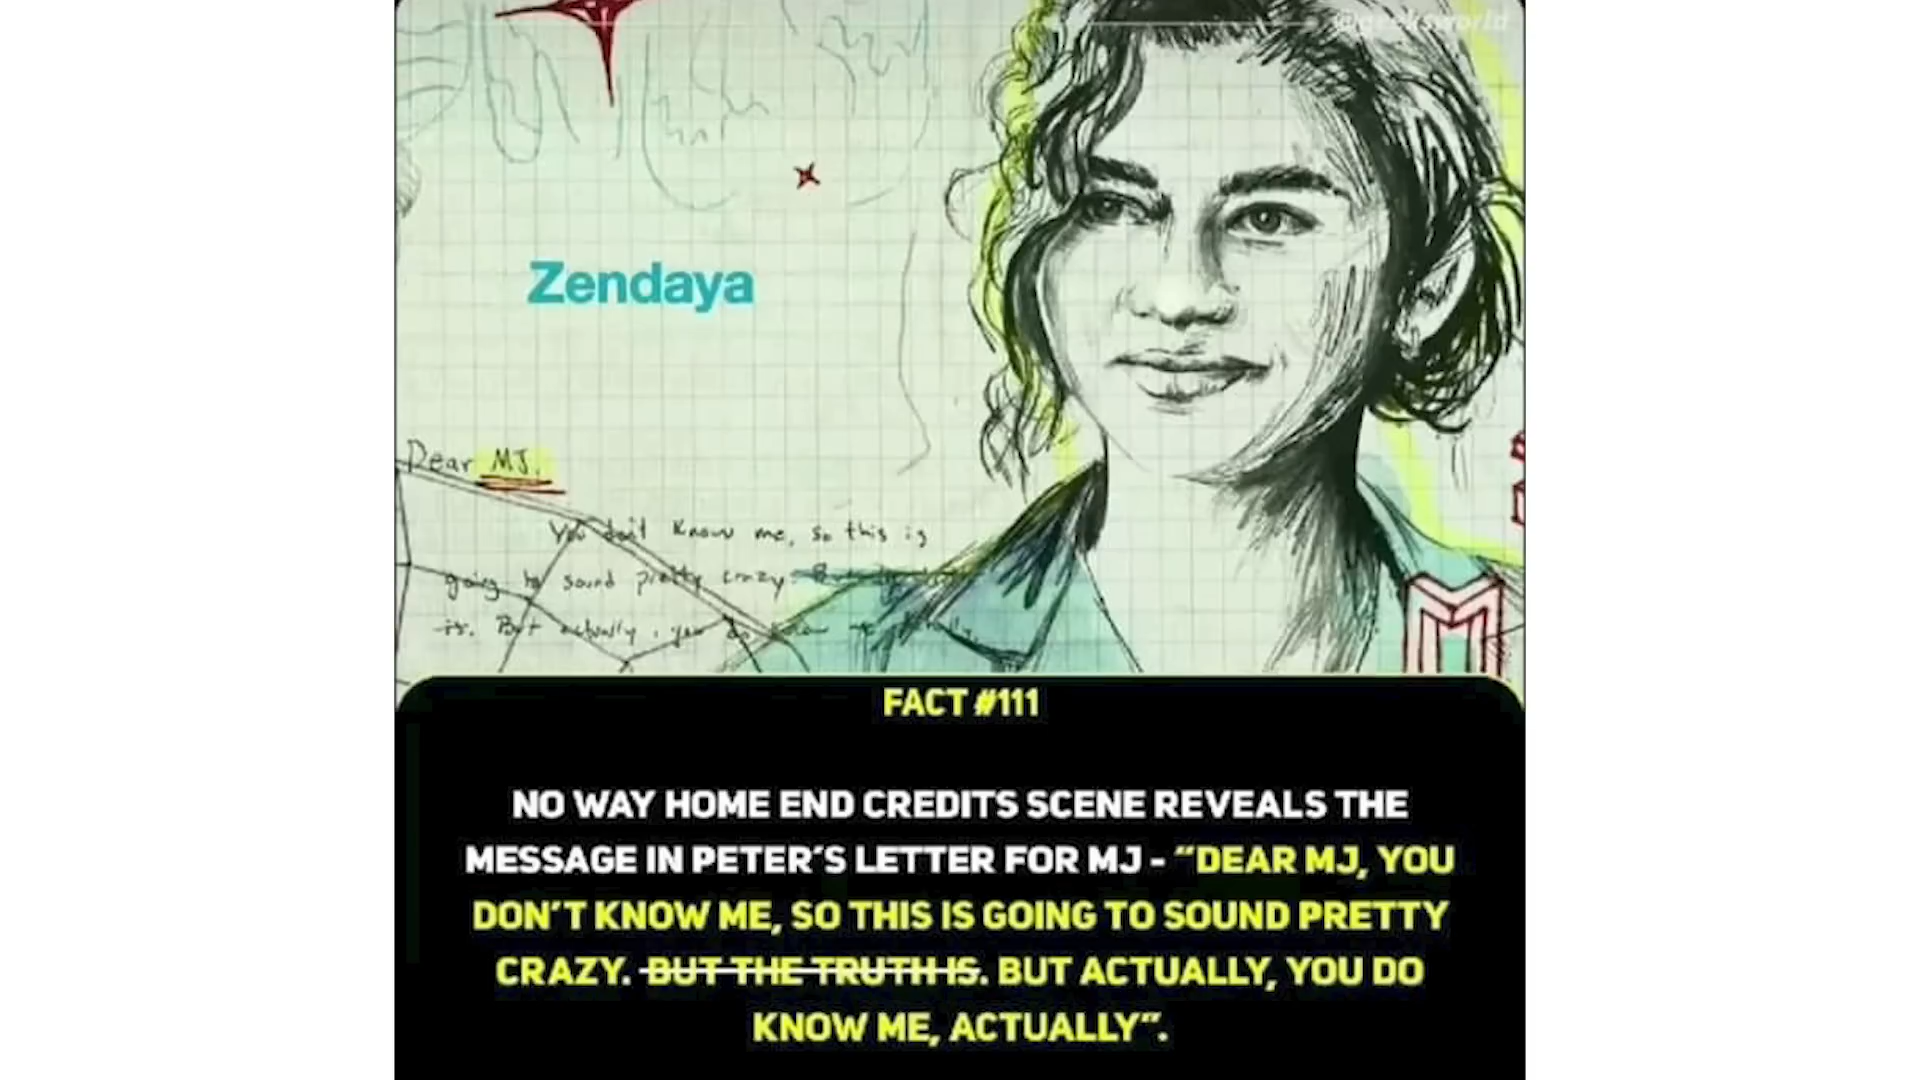 @geeksworld
Zendaya
Dear MJ,
You don't know me, so this is
going to sound pretty crazy. But
is. But actually, you do know me
M
FACT #111
NO WAY HOME END CREDITS SCENE REVEALS THE
MESSAGE IN PETER'S LETTER FOR MJ - "DEAR MJ, YOU
DON'T KNOW ME, SO THIS IS GOING TO SOUND PRETTY
CRAZY. BUT THE TRUTH IS. BUT ACTUALLY, YOU DO
KNOW ME, ACTUALLY".